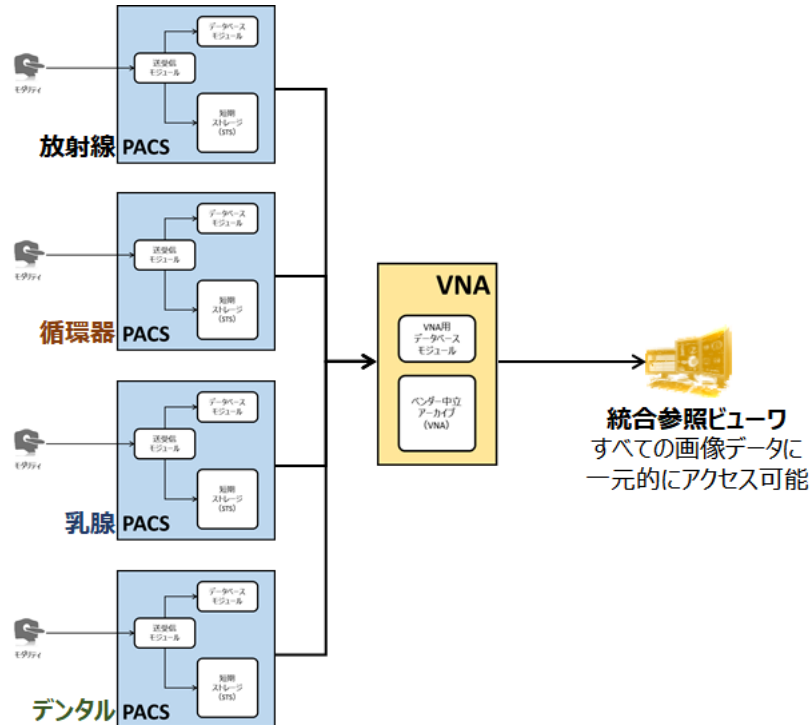 モダリティ
送受信
モジュール
データベース
モジュール
短期
ストレージ
(STS)
放射線 PACS
モダリティ
送受信
モジュール
データベース
モジュール
短期
ストレージ
(STS)
循環器 PACS
モダリティ
送受信
モジュール
データベース
モジュール
短期
ストレージ
(STS)
乳腺 PACS
モダリティ
送受信
モジュール
データベース
モジュール
短期
ストレージ
(STS)
デンタル PACS
VNA
VNA用
データベース
モジュール
ベンダー中立
アーカイブ
(VNA)
統合参照ビューワ
すべての画像データに
一元的にアクセス可能